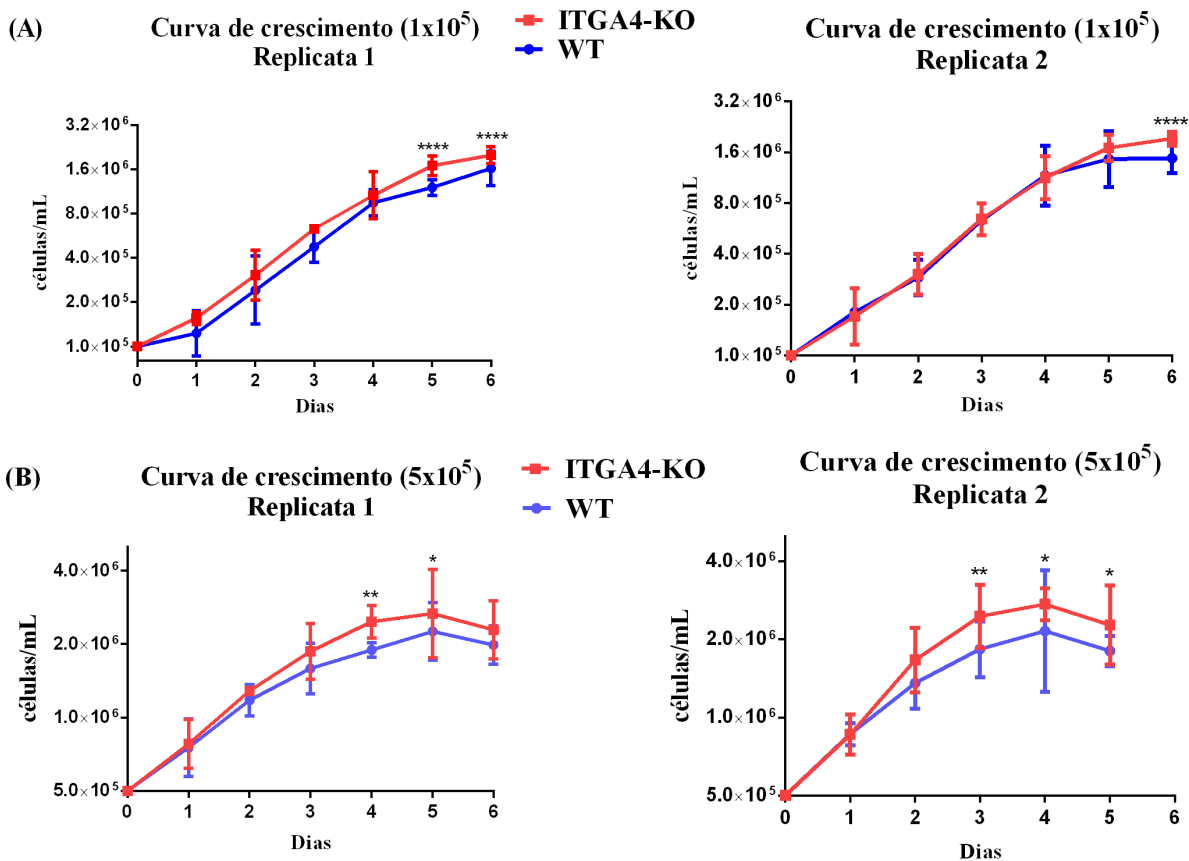 (A)
Curva de crescimento (1x10⁵)
Replicata 1
ITGA4-KO
WT
Curva de crescimento (1x10⁵)
Replicata 2
células/mL
3.2×10⁶
1.6×10⁶
8.0×10⁵
4.0×10⁵
2.0×10⁵
1.0×10⁵
**** ****
0 1 2 3 4 5 6
Dias
células/mL
3.2×10⁶
1.6×10⁶
8.0×10⁵
4.0×10⁵
2.0×10⁵
1.0×10⁵
****
0 1 2 3 4 5 6
Dias
(B)
Curva de crescimento (5x10⁵)
Replicata 1
ITGA4-KO
WT
Curva de crescimento (5x10⁵)
Replicata 2
células/mL
4.0×10⁶
2.0×10⁶
1.0×10⁶
5.0×10⁵
** *
0 1 2 3 4 5 6
Dias
células/mL
4.0×10⁶
2.0×10⁶
1.0×10⁶
5.0×10⁵
** * *
0 1 2 3 4 5 6
Dias